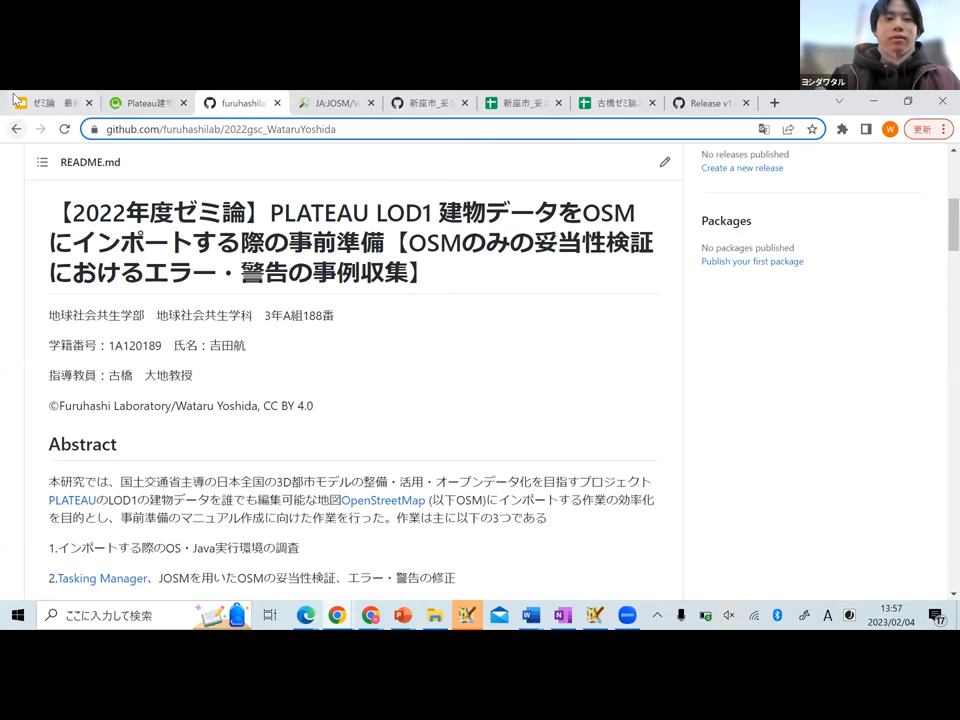 ヨシダワタル
ゼミ論
Plateau建物
furuhashila
JA:JOSM/V
新座市_妥
新座市_妥
古橋ゼミ論2
Release v1
github.com/furuhashilab/2022gsc_WataruYoshida
W
更新
README.md
【2022年度ゼミ論】PLATEAU LOD1 建物データをOSM
にインポートする際の事前準備【OSMのみの妥当性検証
におけるエラー・警告の事例収集】
地球社会共生学部　地球社会共生学科　3年A組188番
学籍番号：1A120189　氏名：吉田航
指導教員：古橋　大地教授
©Furuhashi Laboratory/Wataru Yoshida, CC BY 4.0
Abstract
本研究では、国土交通省主導の日本全国の3D都市モデルの整備・活用・オープンデータ化を目指すプロジェクト
PLATEAUのLOD1の建物データを誰でも編集可能な地図OpenStreetMap (以下OSM)にインポートする作業の効率化
を目的とし、事前準備のマニュアル作成に向けた作業を行った。作業は主に以下の3つである
1.インポートする際のOS・Java実行環境の調査
2.Tasking Manager、JOSMを用いたOSMの妥当性検証、エラー・警告の修正
No releases published
Create a new release
Packages
No packages published
Publish your first package
ここに入力して検索
A
13:57
2023/02/04
17